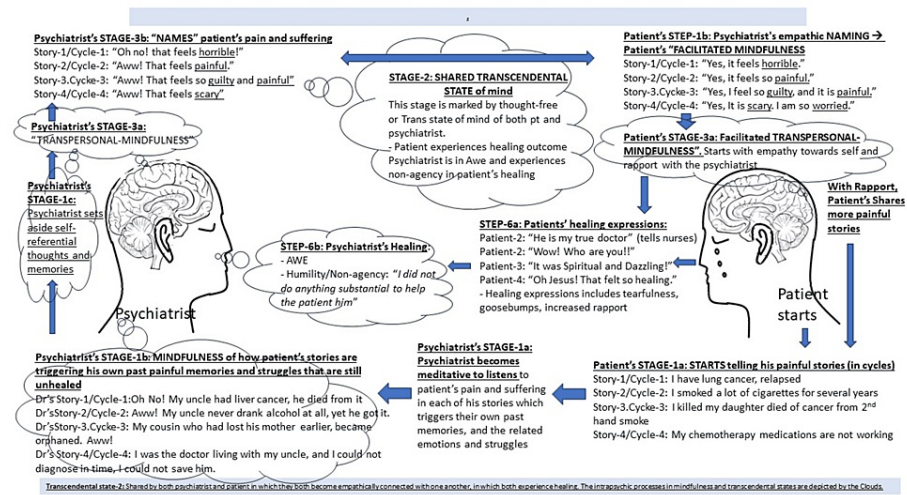 ,
Psychiatrist's STAGE-3b: "NAMES" patient's pain and suffering
Story-1/Cycle-1: "Oh no! that feels horrible!"
Story-2/Cycle-2: "Aww! That feels painful."
Story-3.Cycke-3: "Aww! That feels so guilty and painful"
Story-4/Cycle-4: "Aww! That feels scary"
Psychiatrist's STAGE-3a:
"TRANSPERSONAL-MINDFULNESS"
Psychiatrist's
STAGE-1c:
Psychiatrist sets
aside self-
referential
thoughts and
memories
Psychiatrist
STAGE-2: SHARED TRANSCENDENTAL
STATE of mind
This stage is marked by thought-free
or Trans state of mind of both pt and
psychiatrist.
- Patient experiences healing outcome
Psychiatrist is in Awe and experiences
non-agency in patient's healing
Patient's STEP-1b: Psychiatrist's empathic NAMING →
Patient's "FACILITATED MINDFULNESS
Story-1/Cycle-1: "Yes, it feels horrible."
Story-2/Cycle-2: "Yes, it feels so painful."
Story-3.Cycke-3: "Yes, I feel so guilty, and it is painful."
Story-4/Cycle-4: "Yes, It is scary. I am so worried."
Patient's STAGE-3a: Facilitated TRANSPERSONAL-
MINDFULNESS". Starts with empathy towards self and
rapport with the psychiatrist
With Rapport,
Patient's Shares
more painful
stories
STEP-6a: Patients' healing expressions:
Patient-2: "He is my true doctor" (tells nurses)
Patient-2: "Wow! Who are you!!"
Patient-3: "It was Spiritual and Dazzling!"
Patient-4: "Oh Jesus! That felt so healing."
- Healing expressions includes tearfulness,
goosebumps, increased rapport
STEP-6b: Psychiatrist's Healing:
- AWE
- Humility/Non-agency: "I did not
do anything substantial to help
the patient him"
Patient
starts
Psychiatrist's STAGE-1b: MINDFULNESS of how patient's stories are
triggering his own past painful memories and struggles that are still
unhealed
Dr's Story-1/Cycle-1:Oh No! My uncle had liver cancer, he died from it
Dr'sStory-2/Cycle-2: Aww! My uncle never drank alcohol at all, yet he got it.
Dr'sStory-3.Cycke-3: My cousin who had lost his mother earlier, became
orphaned. Aww!
Dr's Story-4/Cycle-4: I was the doctor living with my uncle, and I could not
diagnose in time, I could not save him.
Psychiatrist's STAGE-1a:
Psychiatrist becomes
meditative to listens to
patient's pain and suffering
in each of his stories which
triggers their own past
memories, and the related
emotions and struggles
Patient's STAGE-1a: STARTS telling his painful stories (in cycles)
Story-1/Cycle-1: I have lung cancer, relapsed
Story-2/Cycle-2: I smoked a lot of cigarettes for several years
Story-3.Cycke-3: I killed my daughter died of cancer from 2nd
hand smoke
Story-4/Cycle-4: My chemotherapy medications are not working
Transcendental state-2: Shared by both psychiatrist and patient in which they both become empathically connected with one another, in which both experience healing. The intrapsychic processes in mindfulness and transcendental states are depicted by the Clouds.